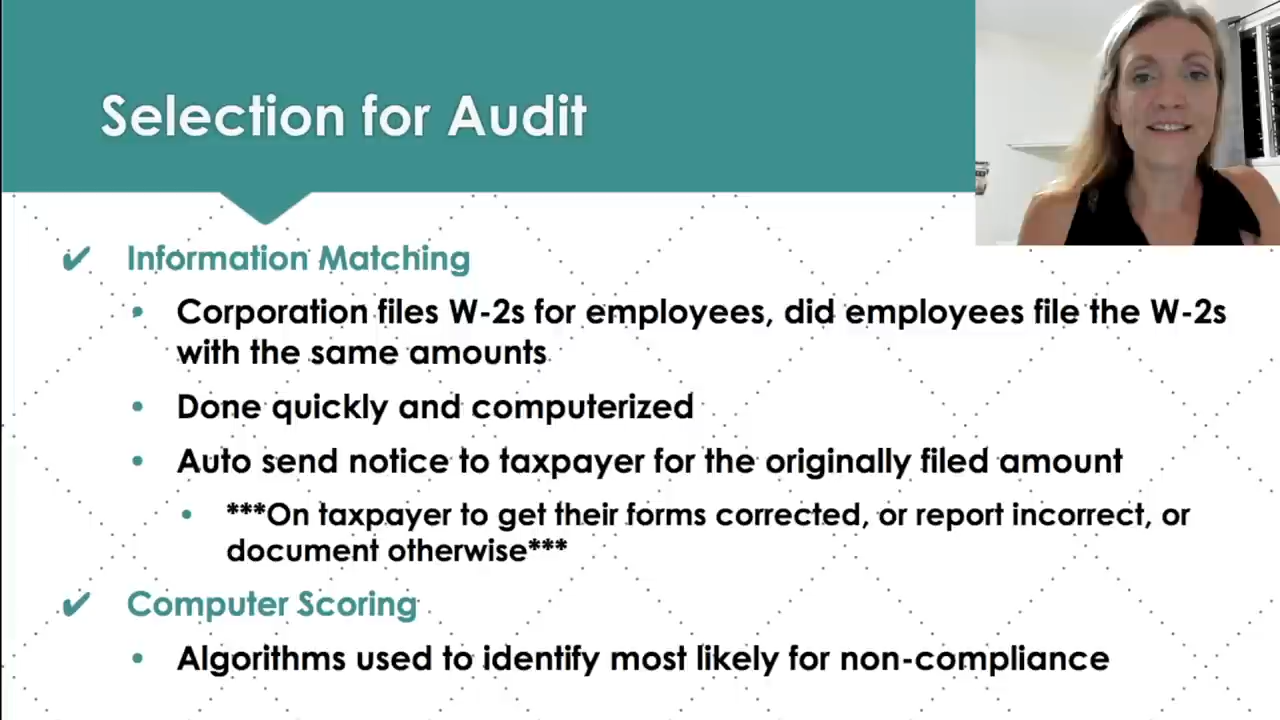 Selection for Audit
✔ Information Matching
• Corporation files W-2s for employees, did employees file the W-2s
with the same amounts
• Done quickly and computerized
• Auto send notice to taxpayer for the originally filed amount
• ***On taxpayer to get their forms corrected, or report incorrect, or
document otherwise***
✔ Computer Scoring
• Algorithms used to identify most likely for non-compliance